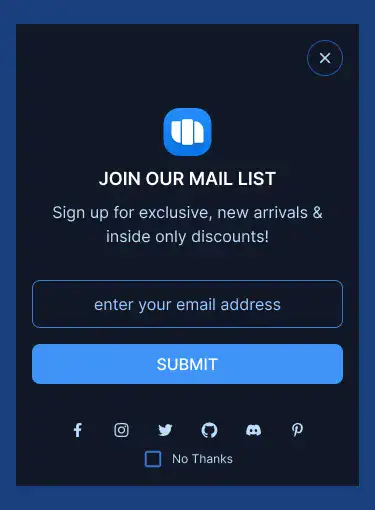 JOIN OUR MAIL LIST
Sign up for exclusive, new arrivals &
inside only discounts!
enter your email address
SUBMIT
No Thanks